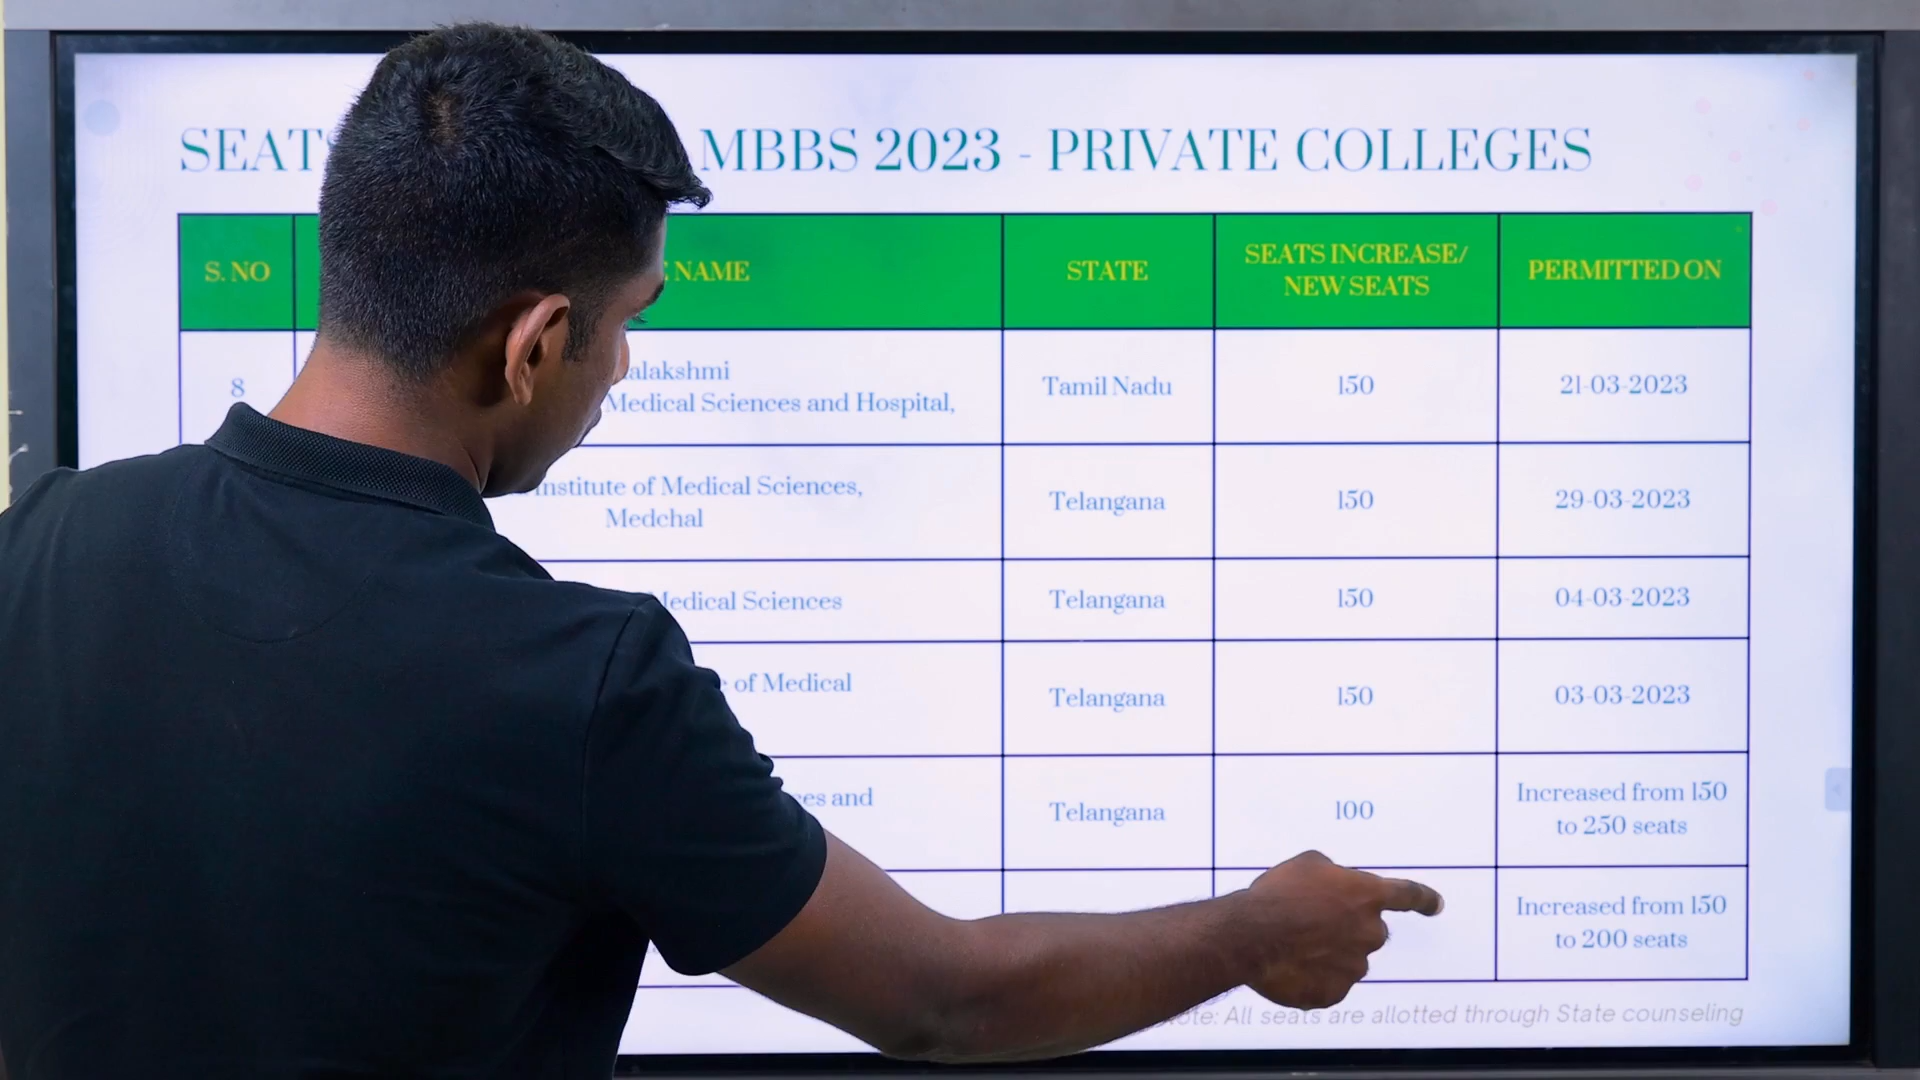 MBBS 2023 - PRIVATE COLLEGES
S. NO
NAME
STATE
SEATS INCREASE/
NEW SEATS
PERMITTED ON
8
Medical Sciences and Hospital,
Tamil Nadu
150
21-03-2023
Institute of Medical Sciences,
Medchal
Telangana
150
29-03-2023
Medical Sciences
Telangana
150
04-03-2023
of Medical
Telangana
150
03-03-2023
and
Telangana
100
Increased from 150
to 250 seats
Increased from 150
to 200 seats
Note: All seats are allotted through State counseling